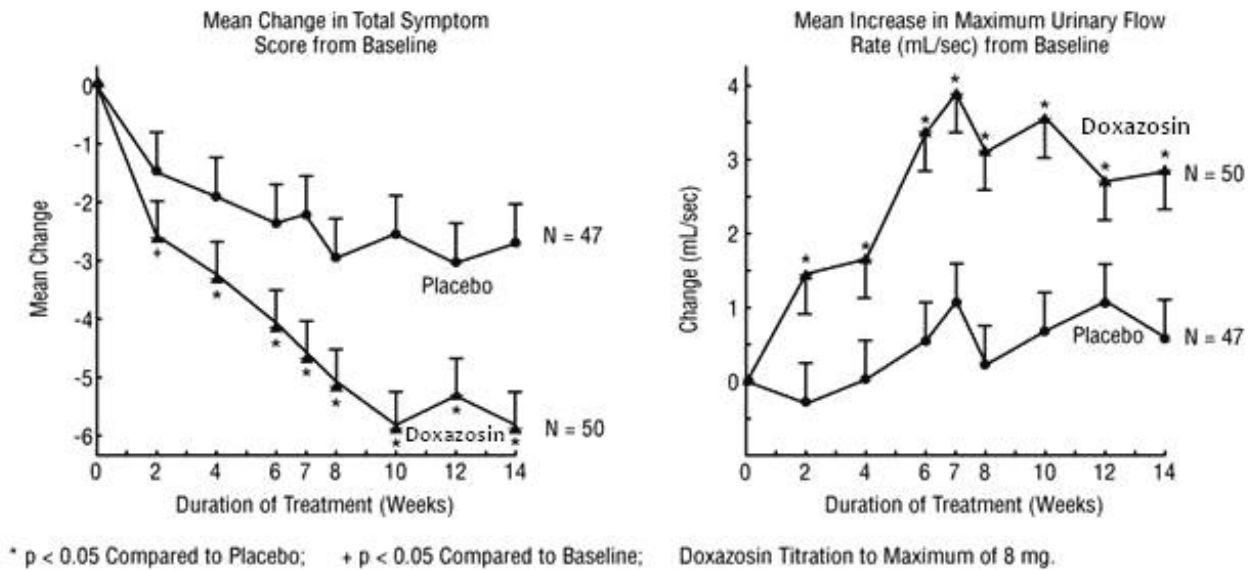 Mean Change in Total Symptom
Score from Baseline
0
-1
-2
-3
-4
-5
-6
Mean Change
N = 47
Placebo
+
*
*
*
*
*
*
*
Doxazosin
N = 50
0 2 4 6 7 8 10 12 14
Duration of Treatment (Weeks)
Mean Increase in Maximum Urinary Flow
Rate (mL/sec) from Baseline
4
3
2
1
0
Change (mL/sec)
*
*
*
*
*
*
*
*
Doxazosin
N = 50
Placebo
N = 47
0 2 4 6 7 8 10 12 14
Duration of Treatment (Weeks)
* p < 0.05 Compared to Placebo; + p < 0.05 Compared to Baseline; Doxazosin Titration to Maximum of 8 mg.